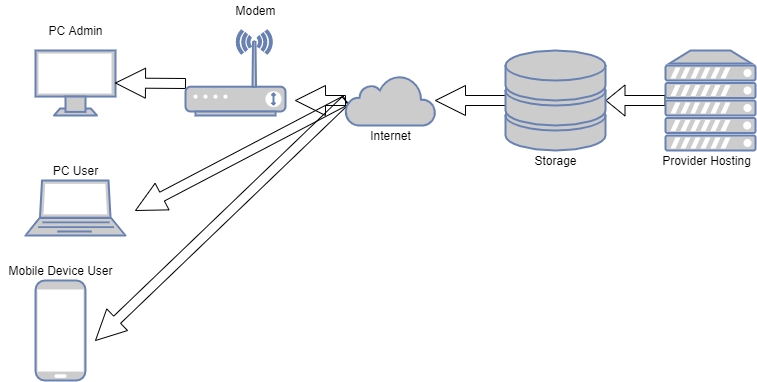 Modem
PC Admin
Internet
Storage
Provider Hosting
PC User
Mobile Device User